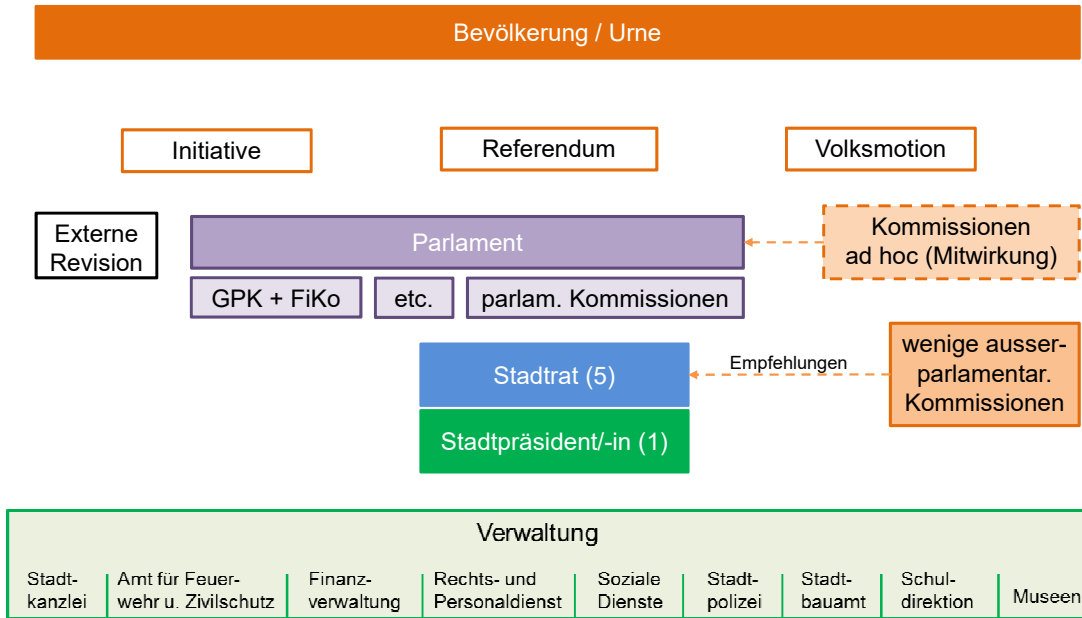 Bevölkerung / Urne
Initiative
Referendum
Volksmotion
Externe
Revision
Parlament
Kommissionen
ad hoc (Mitwirkung)
GPK + FiKo
etc.
parlam. Kommissionen
Stadtrat (5)
Empfehlungen
wenige ausser-
parlamentar.
Kommissionen
Stadtpräsident/-in (1)
Verwaltung
Stadt-
kanzlei
Amt für Feuer-
wehr u. Zivilschutz
Finanz-
verwaltung
Rechts- und
Personaldienst
Soziale
Dienste
Stadt-
polizei
Stadt-
bauamt
Schul-
direktion
Museen